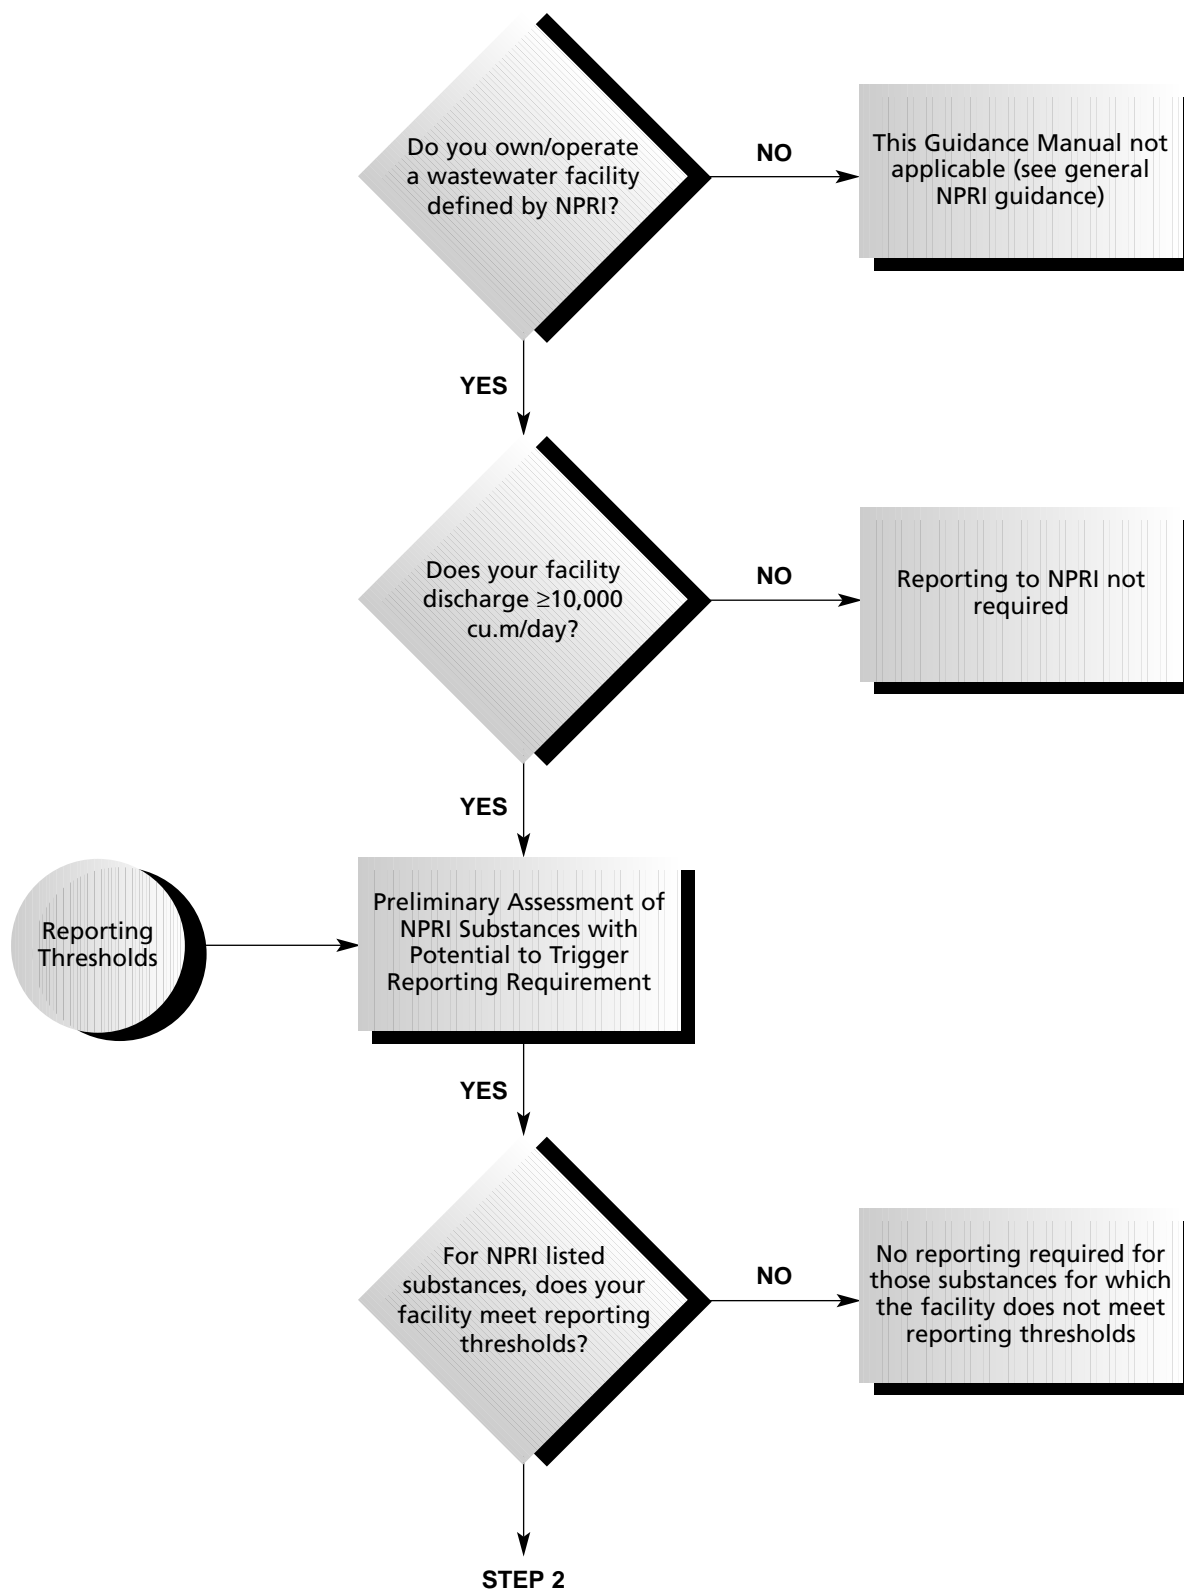 Do you own/operate
a wastewater facility
defined by NPRI?
NO
This Guidance Manual not
applicable (see general
NPRI guidance)
YES
Does your facility
discharge ≥10,000
cu.m/day?
NO
Reporting to NPRI not
required
YES
Reporting
Thresholds
Preliminary Assessment of
NPRI Substances with
Potential to Trigger
Reporting Requirement
YES
For NPRI listed
substances, does your
facility meet reporting
thresholds?
NO
No reporting required for
those substances for which
the facility does not meet
reporting thresholds
STEP 2